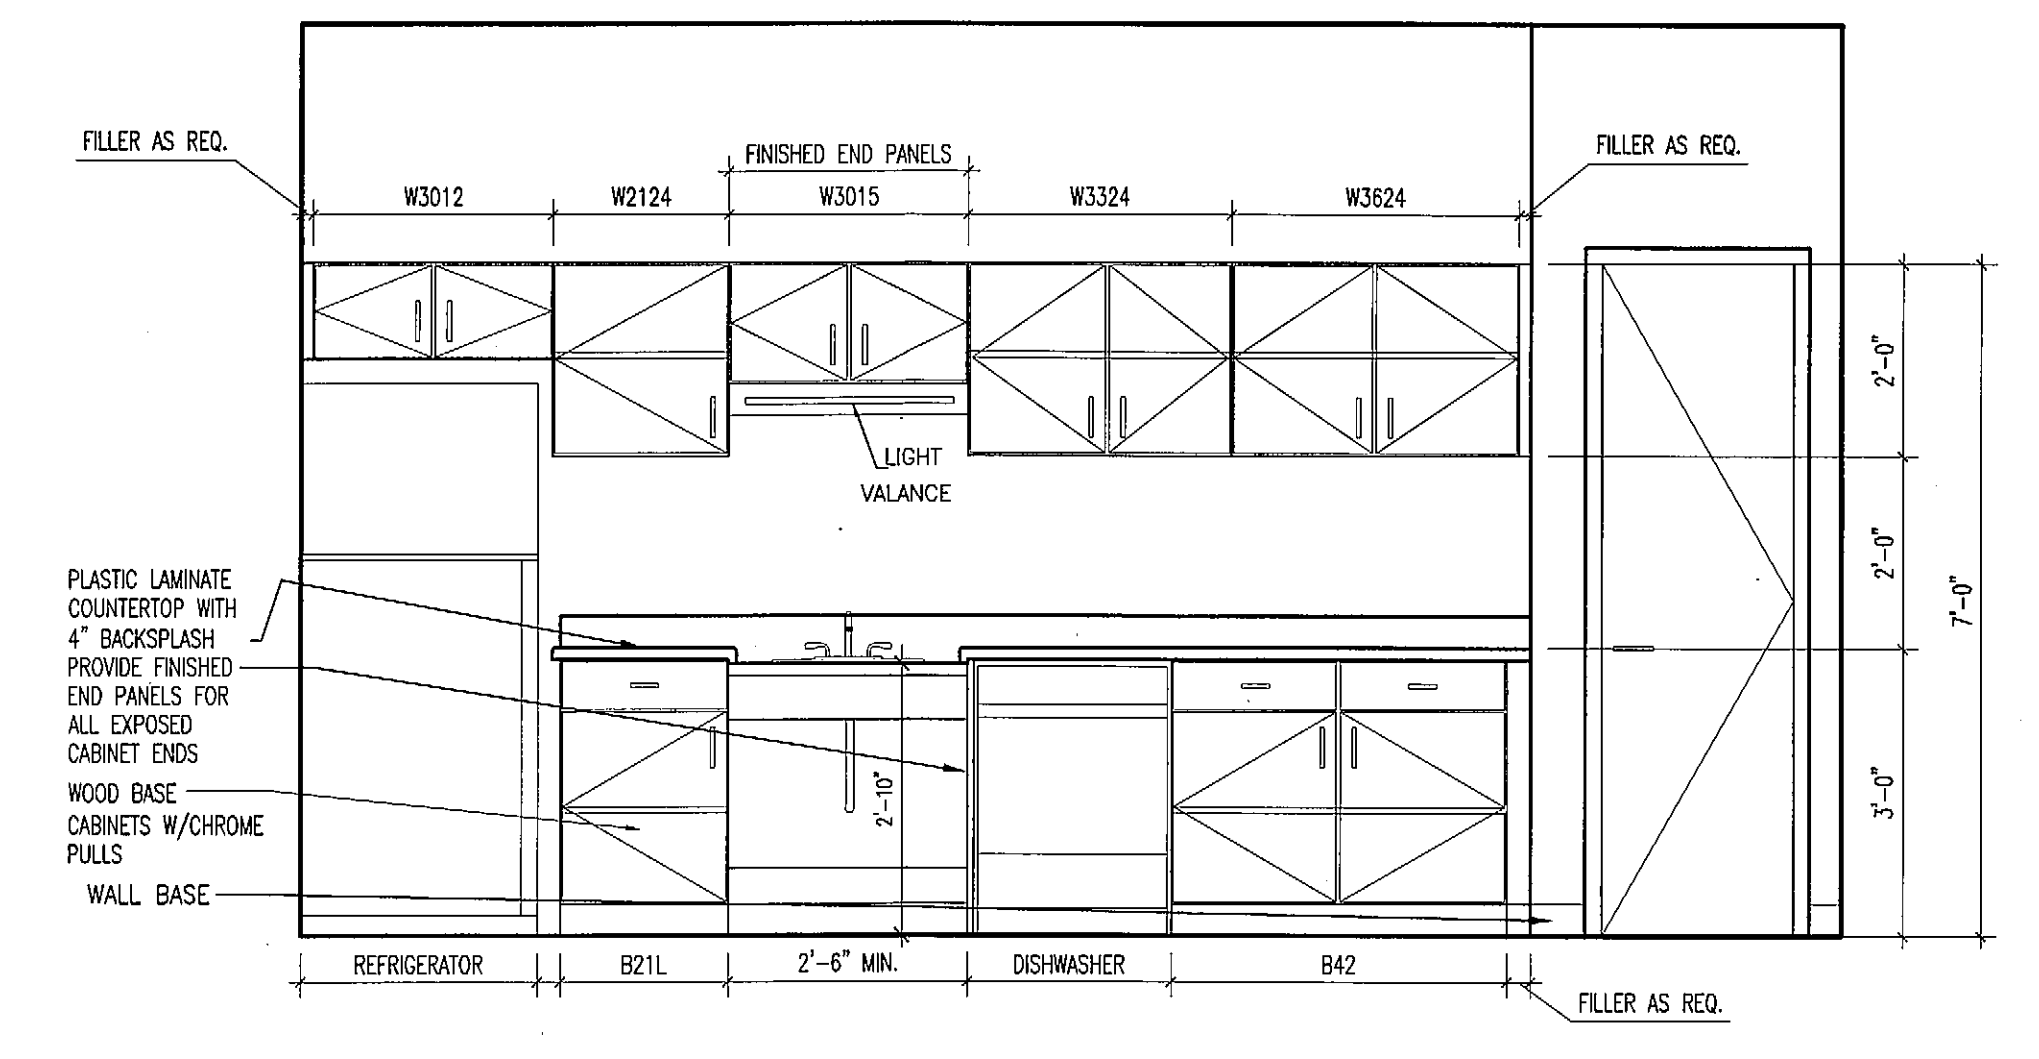 FILLER AS REQ.
FINISHED END PANELS
FILLER AS REQ.
W3012
W2124
W3015
W3324
W3624
2'-0"
LIGHT
VALANCE
2'-0"
7'-0"
PLASTIC LAMINATE
COUNTERTOP WITH
4" BACKSPLASH
PROVIDE FINISHED
END PANELS FOR
ALL EXPOSED
CABINET ENDS
WOOD BASE
CABINETS W/CHROME
PULLS
WALL BASE
2'-10"
3'-0"
REFRIGERATOR
B21L
2'-6" MIN.
DISHWASHER
B42
FILLER AS REQ.